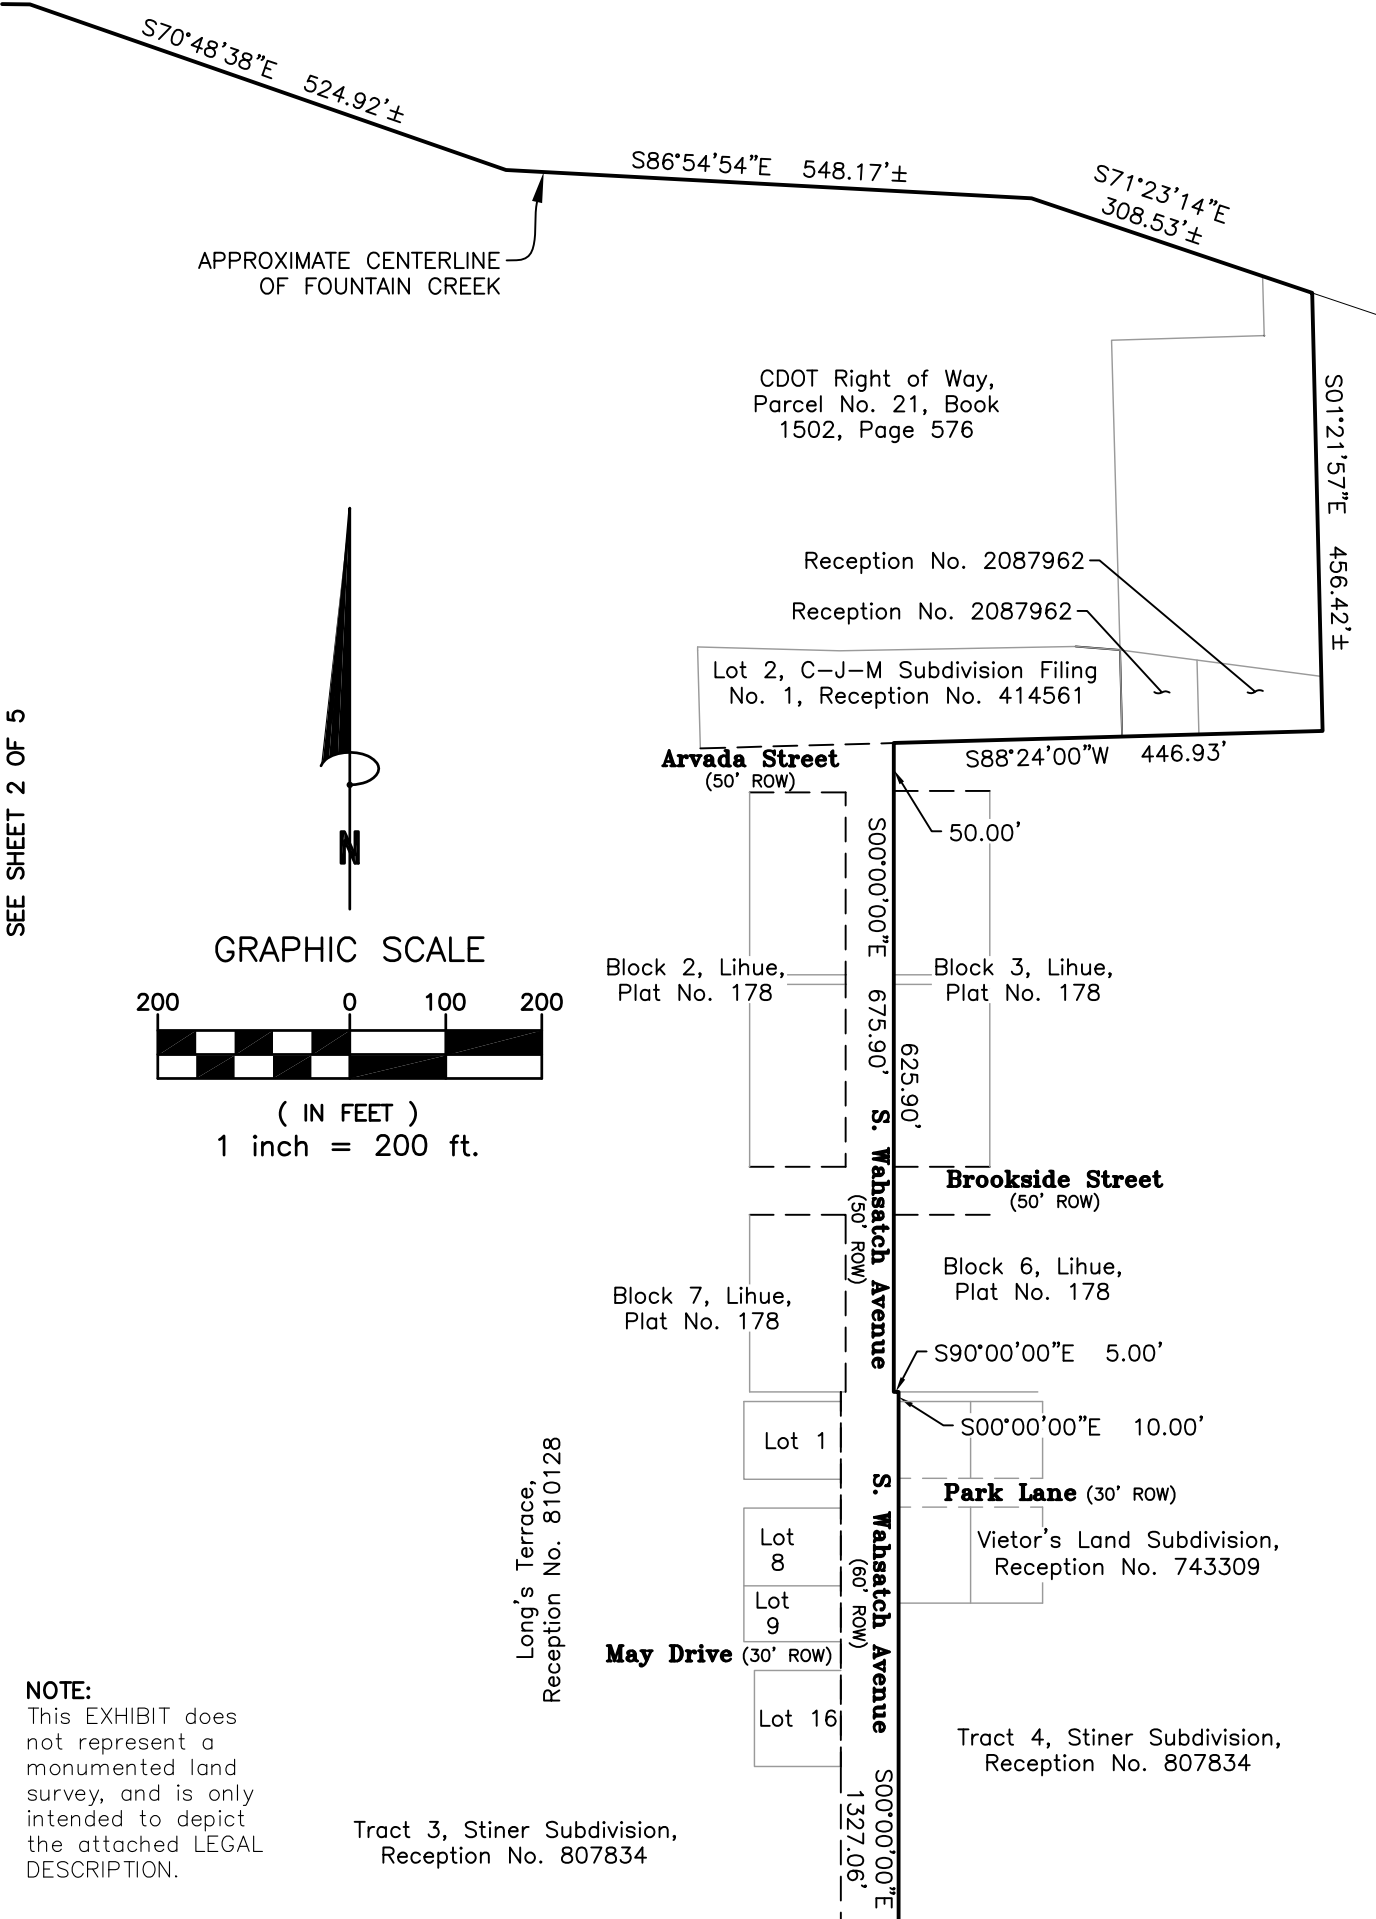 S70°48'38"E 524.92'±
S86°54'54"E 548.17'±
S71°23'14"E
308.53'±
APPROXIMATE CENTERLINE
OF FOUNTAIN CREEK
CDOT Right of Way,
Parcel No. 21, Book
1502, Page 576
S01°21'57"E 456.42'±
Reception No. 2087962
Reception No. 2087962
Lot 2, C-J-M Subdivision Filing
No. 1, Reception No. 414561
SEE SHEET 2 OF 5
Arvada Street
(50' ROW)
S88°24'00"W 446.93'
50.00'
N
S00°00'00"E 675.90'
625.90'
GRAPHIC SCALE
200 0 100 200
( IN FEET )
1 inch = 200 ft.
Block 2, Lihue,
Plat No. 178
Block 3, Lihue,
Plat No. 178
S. Wahsatch Avenue
(50' ROW)
Brookside Street
(50' ROW)
Block 6, Lihue,
Plat No. 178
Block 7, Lihue,
Plat No. 178
S90°00'00"E 5.00'
S00°00'00"E 10.00'
Lot 1
Long's Terrace,
Reception No. 810128
S. Wahsatch Avenue
(60' ROW)
Park Lane (30' ROW)
Lot
8
Vietor's Land Subdivision,
Reception No. 743309
Lot
9
May Drive (30' ROW)
Lot 16
Tract 4, Stiner Subdivision,
Reception No. 807834
S00°00'00"E
1327.06'
NOTE:
This EXHIBIT does
not represent a
monumented land
survey, and is only
intended to depict
the attached LEGAL
DESCRIPTION.
Tract 3, Stiner Subdivision,
Reception No. 807834